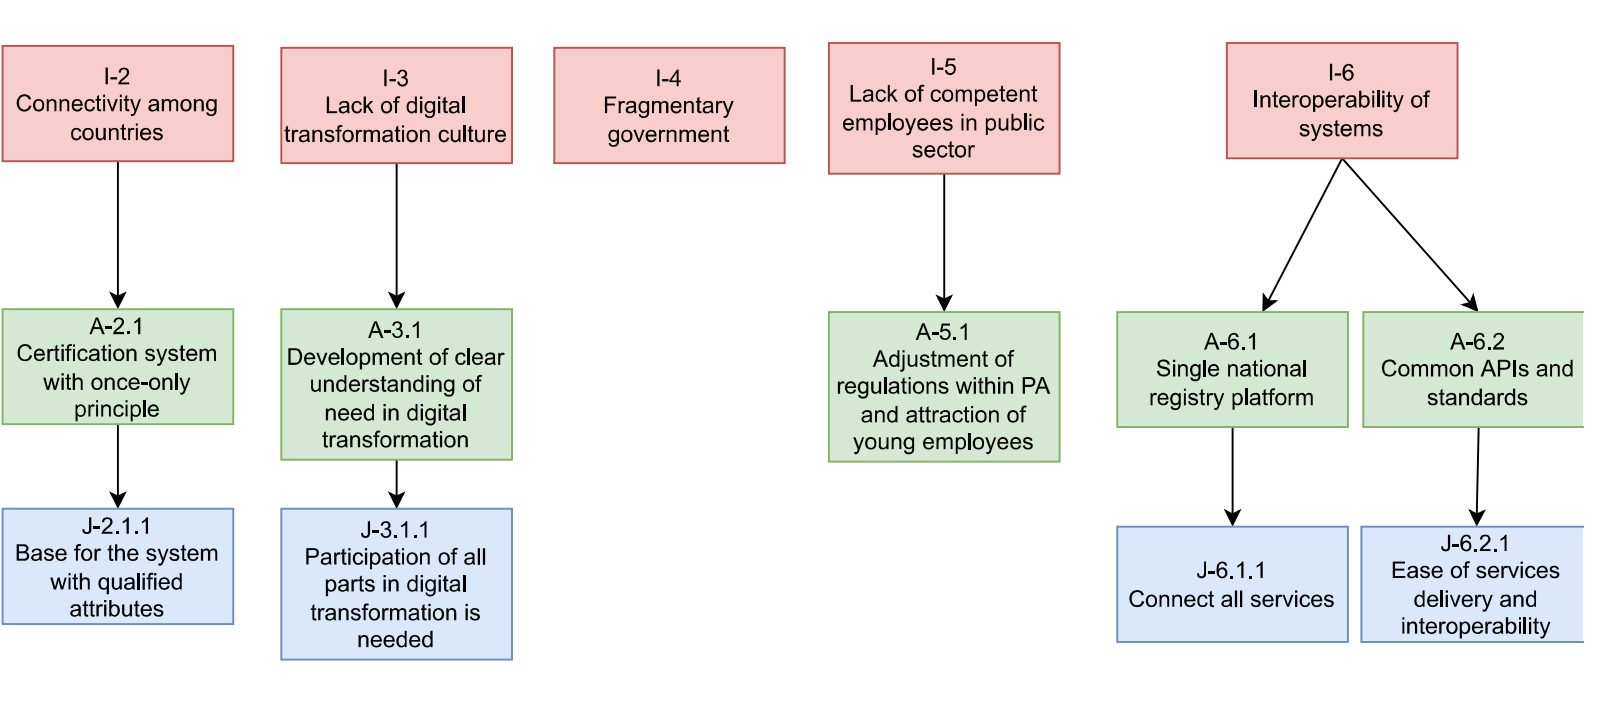 I-2
Connectivity among
countries
I-3
Lack of digital
transformation culture
I-4
Fragmentary
government
I-5
Lack of competent
employees in public
sector
I-6
Interoperability of
systems
A-2.1
Certification system
with once-only
principle
A-3.1
Development of clear
understanding of
need in digital
transformation
A-5.1
Adjustment of
regulations within PA
and attraction of
young employees
A-6.1
Single national
registry platform
A-6.2
Common APIs and
standards
J-2.1.1
Base for the system
with qualified
attributes
J-3.1.1
Participation of all
parts in digital
transformation is
needed
J-6.1.1
Connect all services
J-6.2.1
Ease of services
delivery and
interoperability